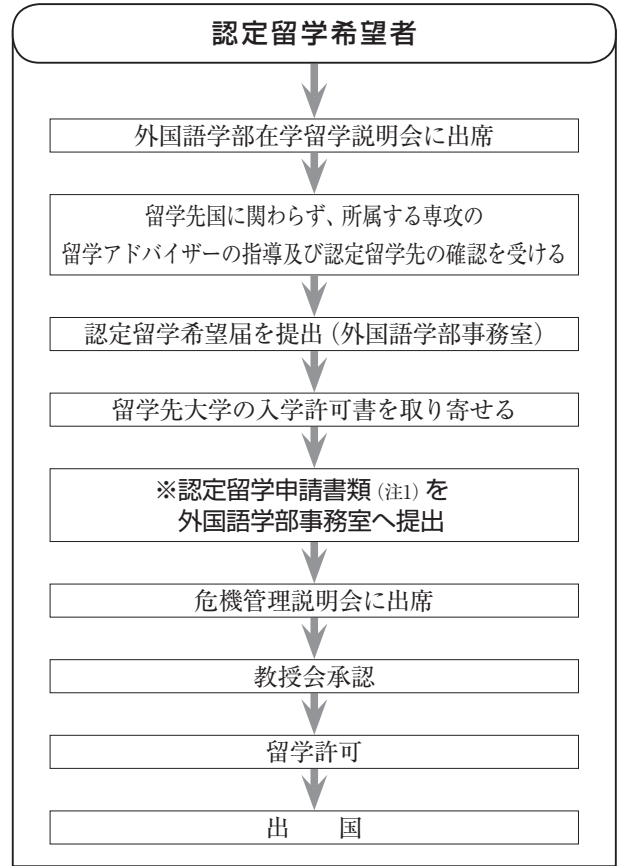 認定留学希望者
外国語学部在学留学説明会に出席
留学先国に関わらず、所属する専攻の
留学アドバイザーの指導及び認定留学先の確認を受ける
認定留学希望届を提出（外国語学部事務室）
留学先大学の入学許可書を取り寄せる
※認定留学申請書類（注1）を
外国語学部事務室へ提出
危機管理説明会に出席
教授会承認
留学許可
出　　国